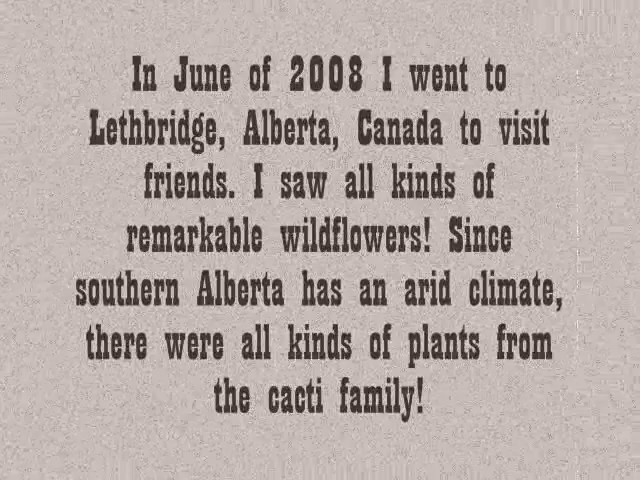 In June of 2008 I went to
Lethbridge, Alberta, Canada to visit
friends. I saw all kinds of
remarkable wildflowers! Since
southern Alberta has an arid climate,
there were all kinds of plants from
the cacti family!